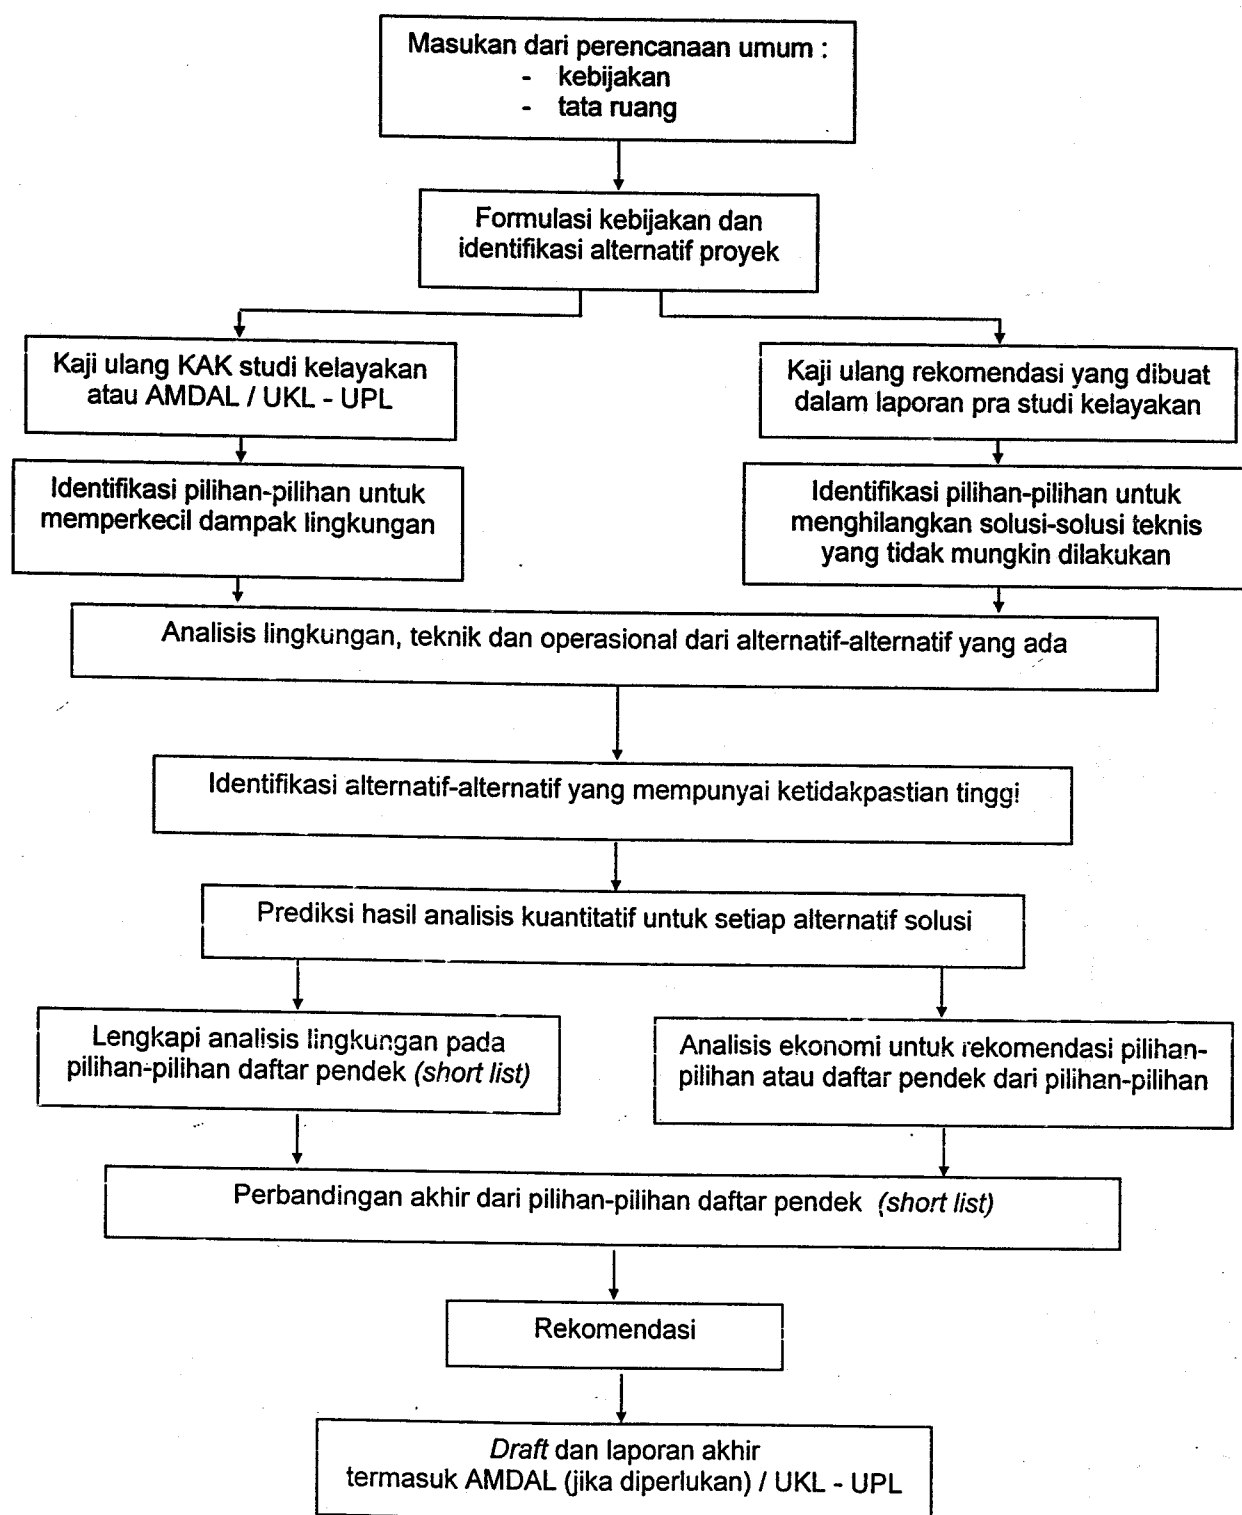 Masukan dari perencanaan umum :
- kebijakan
- tata ruang
Formulasi kebijakan dan
identifikasi alternatif proyek
Kaji ulang KAK studi kelayakan
atau AMDAL / UKL - UPL
Kaji ulang rekomendasi yang dibuat
dalam laporan pra studi kelayakan
Identifikasi pilihan-pilihan untuk
memperkecil dampak lingkungan
Identifikasi pilihan-pilihan untuk
menghilangkan solusi-solusi teknis
yang tidak mungkin dilakukan
Analisis lingkungan, teknik dan operasional dari alternatif-alternatif yang ada
Identifikasi alternatif-alternatif yang mempunyai ketidakpastian tinggi
Prediksi hasil analisis kuantitatif untuk setiap alternatif solusi
Lengkapi analisis lingkungan pada
pilihan-pilihan daftar pendek (short list)
Analisis ekonomi untuk rekomendasi pilihan-
pilihan atau daftar pendek dari pilihan-pilihan
Perbandingan akhir dari pilihan-pilihan daftar pendek (short list)
Rekomendasi
Draft dan laporan akhir
termasuk AMDAL (jika diperlukan) / UKL - UPL